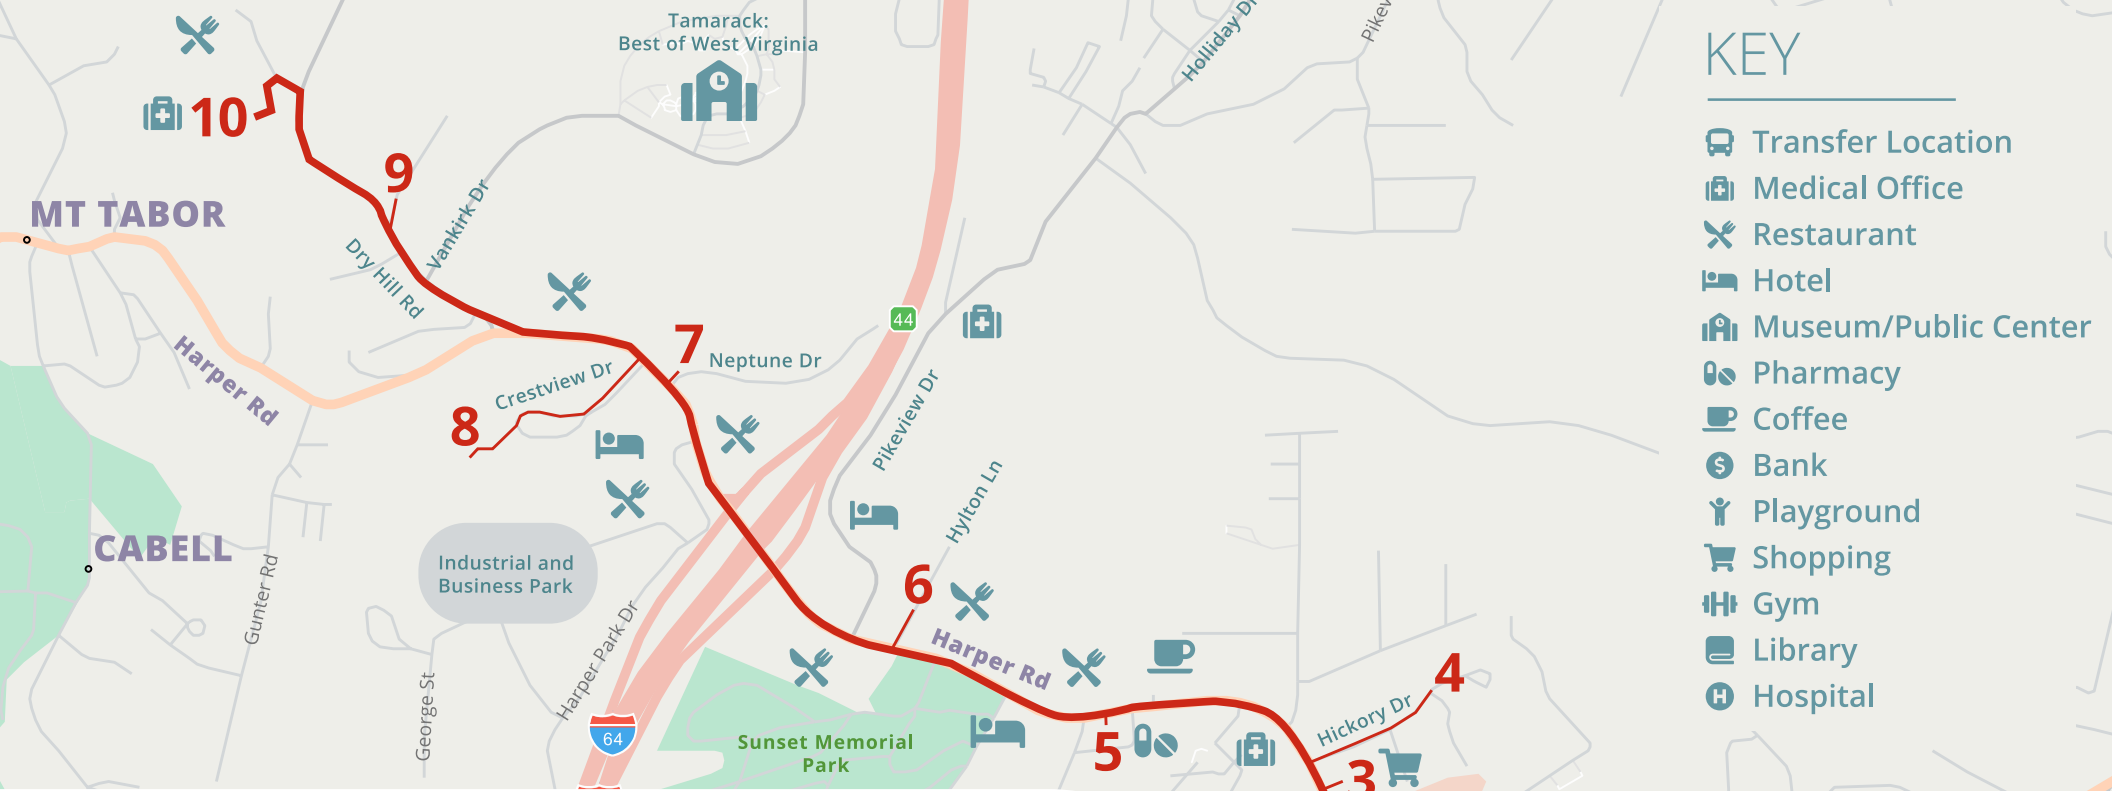 Tamarack:
Best of West Virginia
Holliday Dr
Pikev
10
9
MT TABOR
Vankirk Dr
Dry Hill Rd
44
7
Neptune Dr
Harper Rd
Crestview Dr
8
Pikeview Dr
Hylton Ln
CABELL
Industrial and
Business Park
Gunter Rd
6
Harper Rd
Harper Park Dr
George St
4
Hickory Dr
64
Sunset Memorial
Park
5
3
KEY
Transfer Location
Medical Office
Restaurant
Hotel
Museum/Public Center
Pharmacy
Coffee
$ Bank
Playground
Shopping
Gym
Library
H Hospital